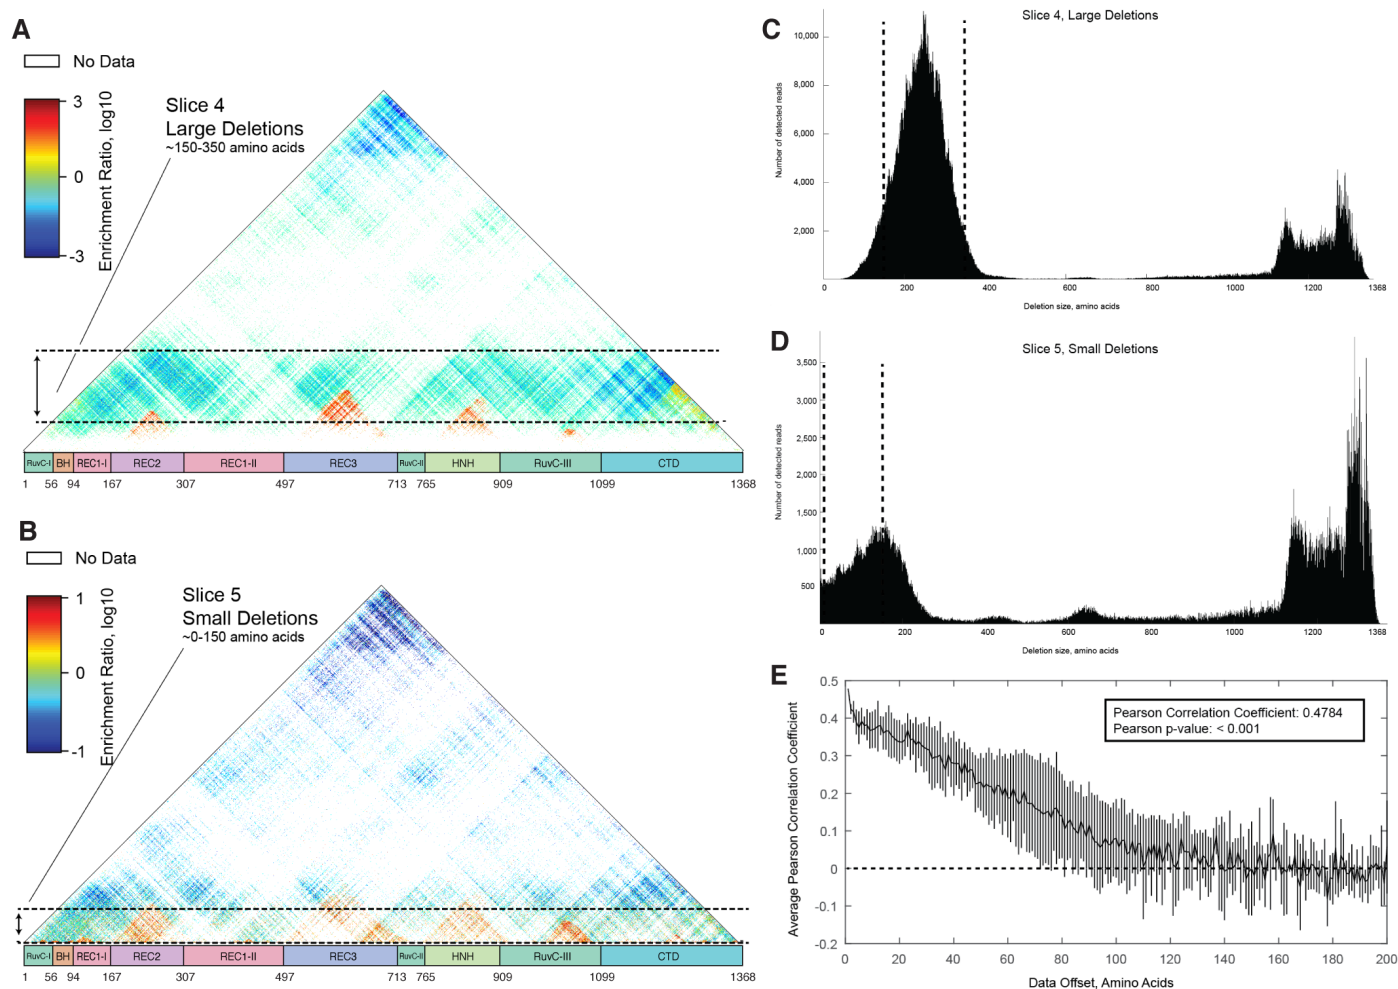 A
No Data
3
0
-3
Enrichment Ratio, log10
Slice 4
Large Deletions
~150-350 amino acids
RuvC-I BH REC1-I REC2 REC1-II REC3 RuvC-II HNH RuvC-III CTD
1 56 94 167 307 497 713 765 909 1099 1368
B
No Data
1
0
-1
Enrichment Ratio, log10
Slice 5
Small Deletions
~0-150 amino acids
RuvC-I BH REC1-I REC2 REC1-II REC3 RuvC-II HNH RuvC-III CTD
1 56 94 167 307 497 713 765 909 1099 1368
C
Slice 4, Large Deletions
Number of detected reads
10,000
8,000
6,000
4,000
2,000
0 200 400 600 800 1000 1200 1368
Deletion size, amino acids
D
Slice 5, Small Deletions
Number of detected reads
3,500
3,000
2,500
2,500
1,500
1,000
500
0 200 400 600 800 1000 1200 1368
Deletion size, amino acids
E
Average Pearson Correlation Coefficient
0.5
0.4
0.3
0.2
0.1
0
-0.1
-0.2
Pearson Correlation Coefficient: 0.4784
Pearson p-value: < 0.001
0 20 40 60 80 100 120 140 160 180 200
Data Offset, Amino Acids